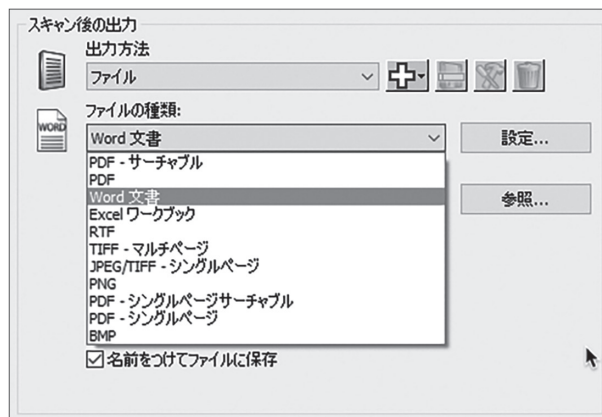 スキャン後の出力
出力方法
ファイル
ファイルの種類:
WORD
Word 文書
設定...
PDF - サーチャブル
PDF
Word 文書
参照...
Excel ワークブック
RTF
TIFF - マルチページ
JPEG/TIFF - シングルページ
PNG
PDF - シングルページサーチャブル
PDF - シングルページ
BMP
名前をつけてファイルに保存